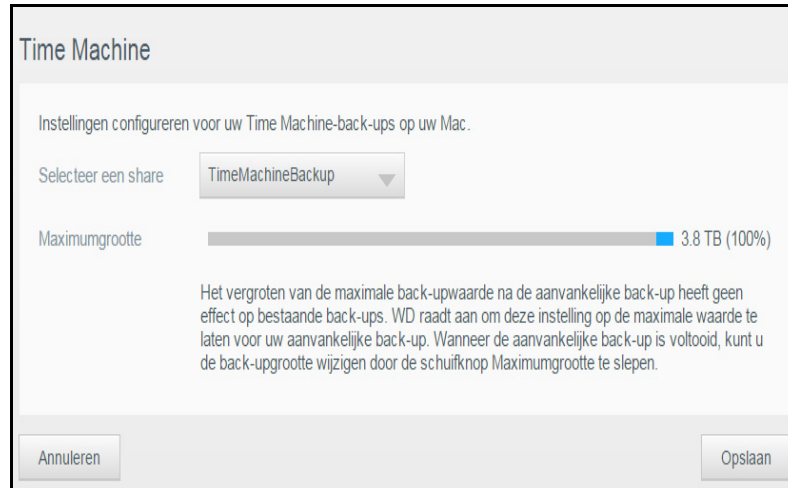 Time Machine
Instellingen configureren voor uw Time Machine-back-ups op uw Mac.
Selecteer een share TimeMachineBackup
Maximumgrootte 3.8 TB (100%)
Het vergroten van de maximale back-upwaarde na de aanvankelijke back-up heeft geen
effect op bestaande back-ups. WD raadt aan om deze instelling op de maximale waarde te
laten voor uw aanvankelijke back-up. Wanneer de aanvankelijke back-up is voltooid, kunt u
de back-upgrootte wijzigen door de schuifknop Maximumgrootte te slepen.
Annuleren Opslaan